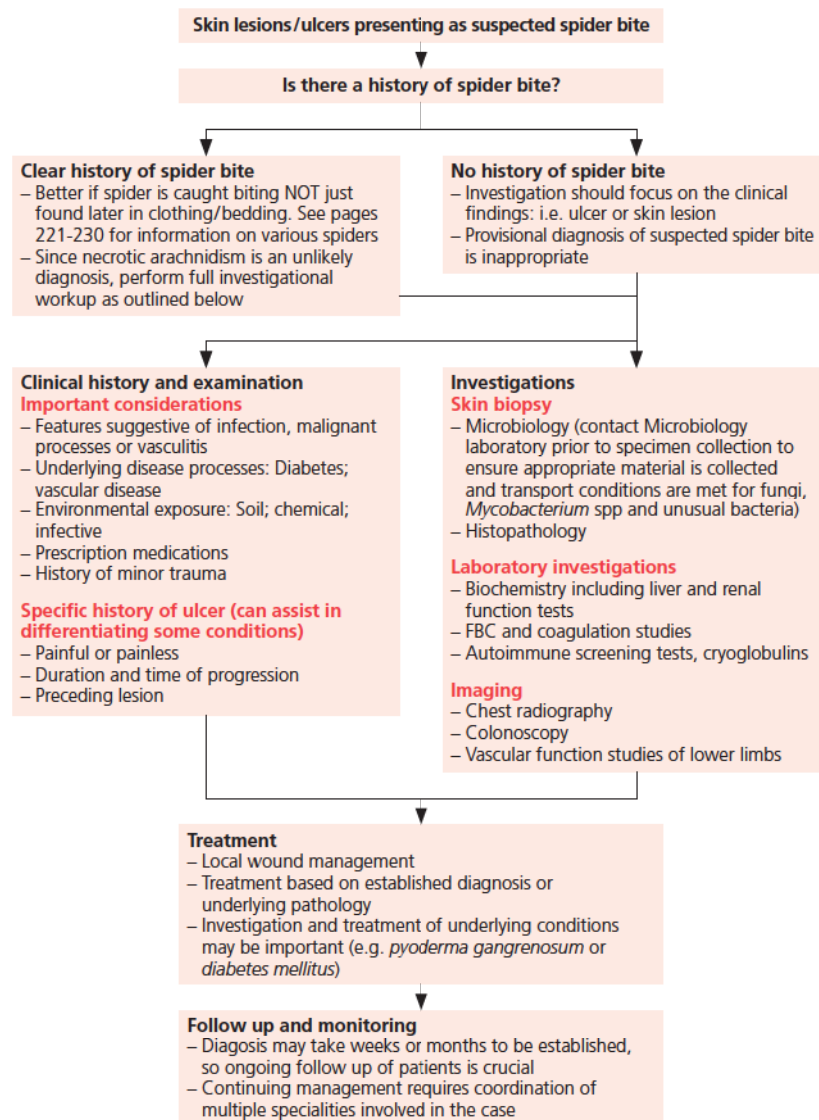 Skin lesions/ulcers presenting as suspected spider bite
Is there a history of spider bite?
Clear history of spider bite
– Better if spider is caught biting NOT just
found later in clothing/bedding. See pages
221-230 for information on various spiders
– Since necrotic arachnidism is an unlikely
diagnosis, perform full investigational
workup as outlined below
No history of spider bite
– Investigation should focus on the clinical
findings: i.e. ulcer or skin lesion
– Provisional diagnosis of suspected spider bite
is inappropriate
Clinical history and examination
Important considerations
– Features suggestive of infection, malignant
processes or vasculitis
– Underlying disease processes: Diabetes;
vascular disease
– Environmental exposure: Soil; chemical;
infective
– Prescription medications
– History of minor trauma
Specific history of ulcer (can assist in
differentiating some conditions)
– Painful or painless
– Duration and time of progression
– Preceding lesion
Investigations
Skin biopsy
– Microbiology (contact Microbiology
laboratory prior to specimen collection to
ensure appropriate material is collected
and transport conditions are met for fungi,
Mycobacterium spp and unusual bacteria)
– Histopathology
Laboratory investigations
– Biochemistry including liver and renal
function tests
– FBC and coagulation studies
– Autoimmune screening tests, cryoglobulins
Imaging
– Chest radiography
– Colonoscopy
– Vascular function studies of lower limbs
Treatment
– Local wound management
– Treatment based on established diagnosis or
underlying pathology
– Investigation and treatment of underlying conditions
may be important (e.g. pyoderma gangrenosum or
diabetes mellitus)
Follow up and monitoring
– Diagosis may take weeks or months to be established,
so ongoing follow up of patients is crucial
– Continuing management requires coordination of
multiple specialities involved in the case